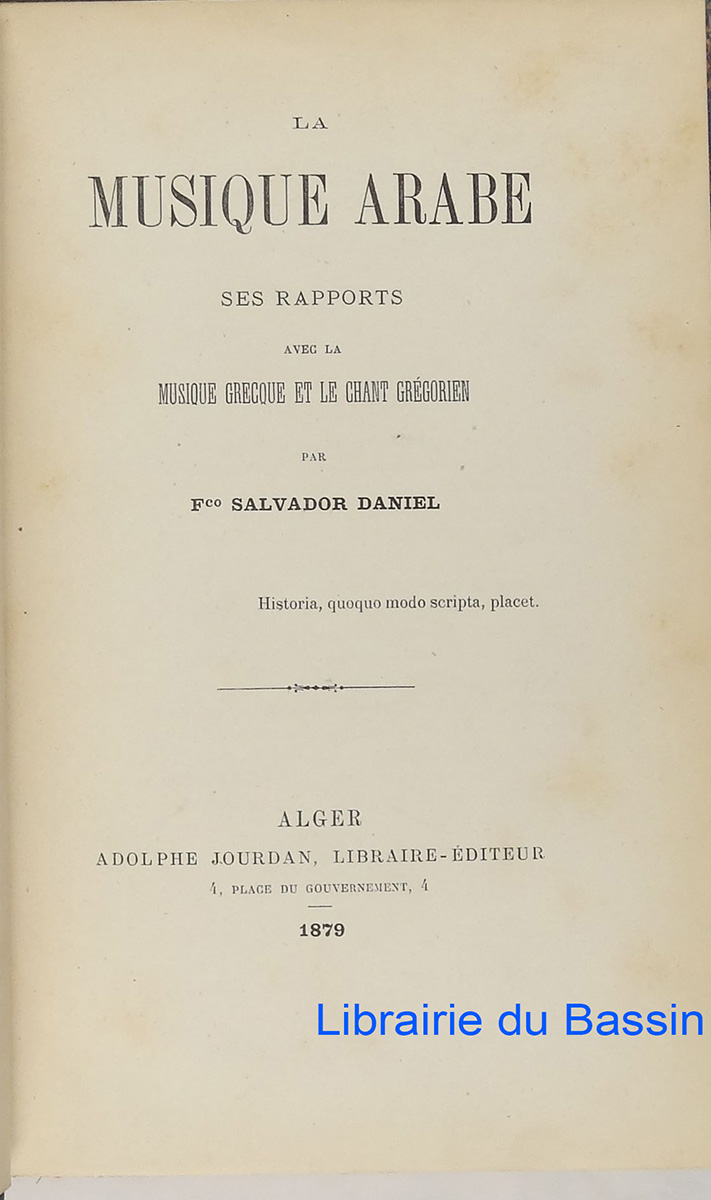 LA
MUSIQUE ARABE
SES RAPPORTS
AVEC LA
MUSIQUE GRECQUE ET LE CHANT GRÉGORIEN
PAR
Fco SALVADOR DANIEL
Historia, quoquo modo scripta, placet.
ALGER
ADOLPHE JOURDAN, LIBRAIRE-ÉDITEUR
4, PLACE DU GOUVERNEMENT, 4
1879
Librairie du Bassin